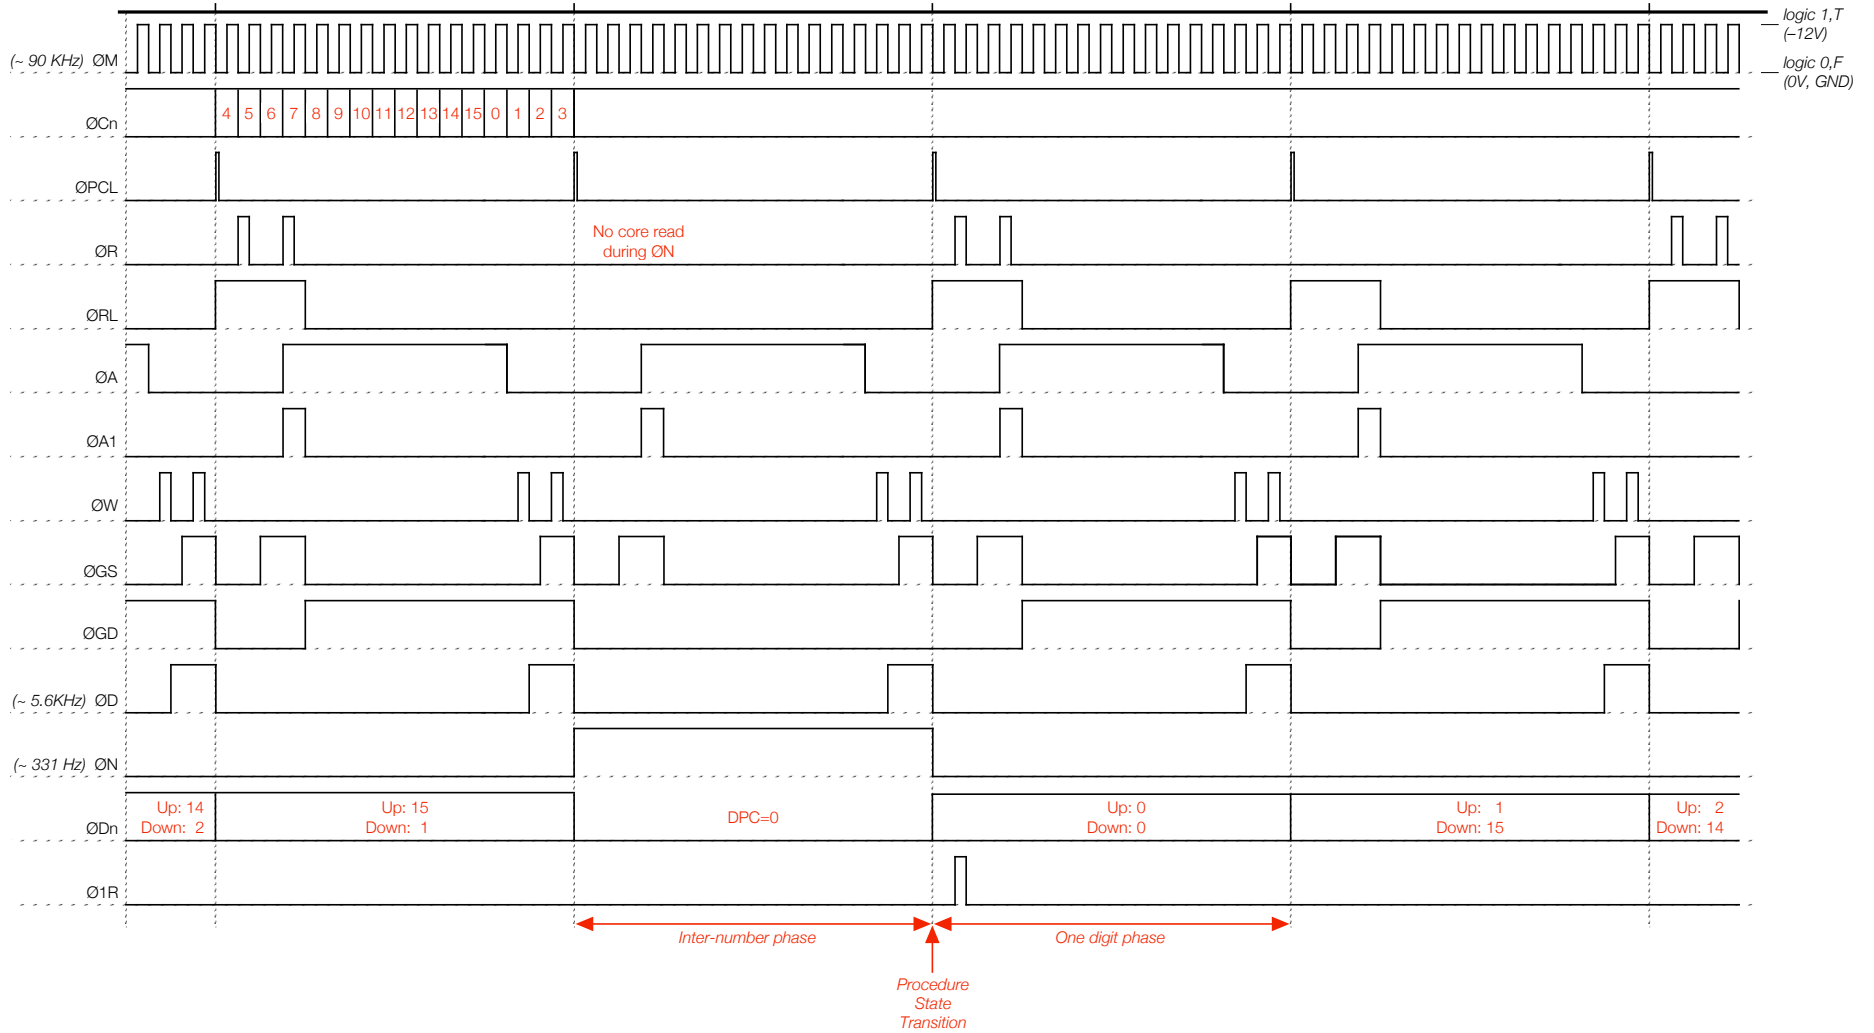 logic 1,T
(–12V)
(~ 90 KHz) ØM
logic 0,F
(0V, GND)
ØCn
4 5 6 7 8 9 10 11 12 13 14 15 0 1 2 3
ØPCL
ØR
No core read
during ØN
ØRL
ØA
ØA1
ØW
ØGS
ØGD
(~ 5.6KHz) ØD
(~ 331 Hz) ØN
ØDn
Up: 14
Down: 2
Up: 15
Down: 1
DPC=0
Up: 0
Down: 0
Up: 1
Down: 15
Up: 2
Down: 14
Ø1R
Inter-number phase
One digit phase
Procedure
State
Transition